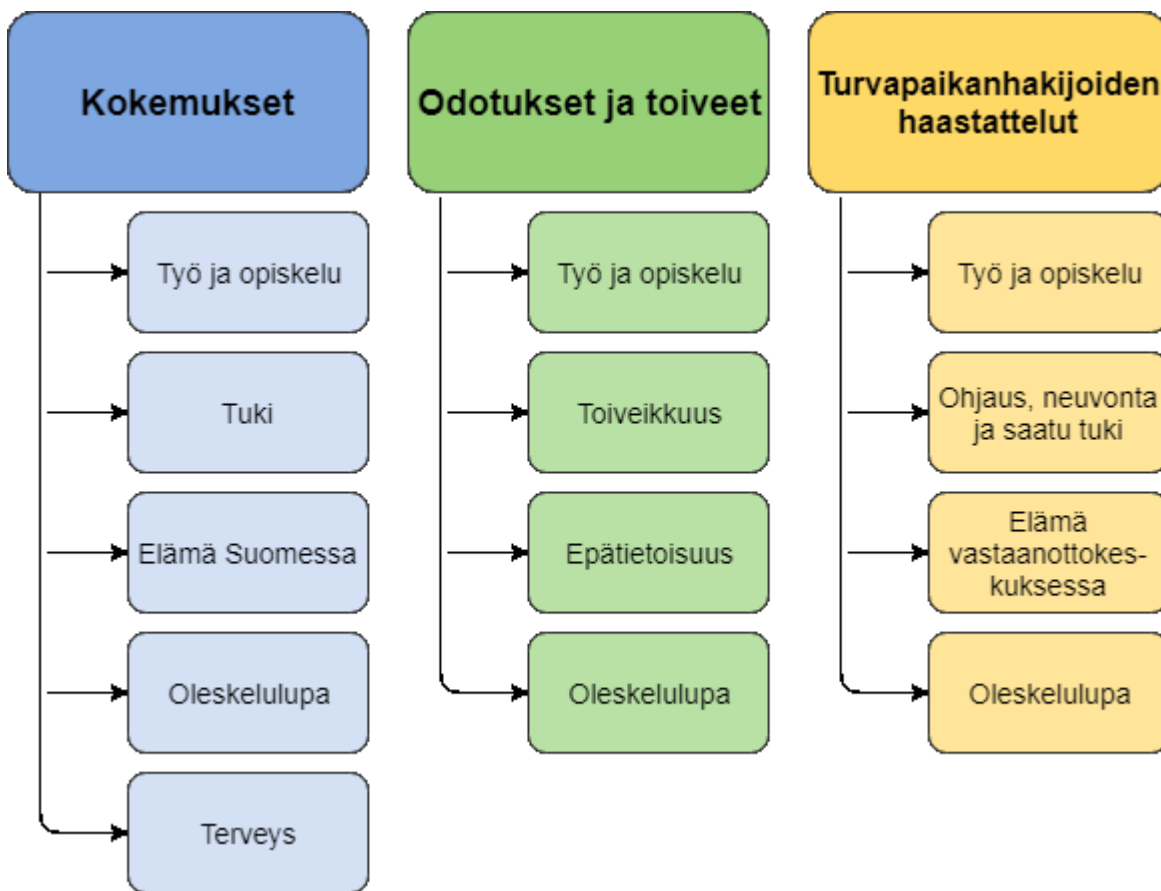 Kokemukset
Työ ja opiskelu
Tuki
Elämä Suomessa
Oleskelulupa
Terveys
Odotukset ja toiveet
Työ ja opiskelu
Toiveikkuus
Epätietoisuus
Oleskelulupa
Turvapaikanhakijoiden
haastattelut
Työ ja opiskelu
Ohjaus, neuvonta
ja saatu tuki
Elämä
vastaanottokes-
kuksessa
Oleskelulupa